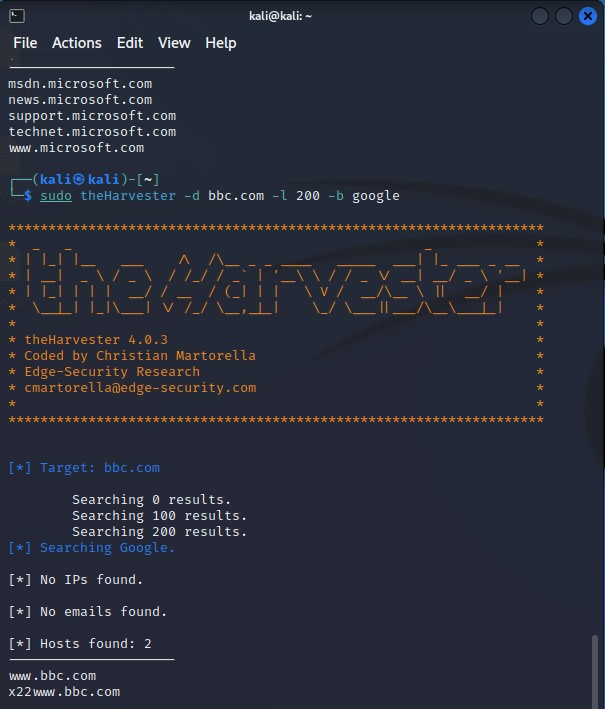 kali@kali: ~
File Actions Edit View Help
msdn.microsoft.com
news.microsoft.com
support.microsoft.com
technet.microsoft.com
www.microsoft.com
┌──(kali㉿kali)-[~]
└─$ sudo theHarvester -d bbc.com -l 200 -b google
*******************************************************************
* theHarvester 4.0.3 *
* Coded by Christian Martorella *
* Edge-Security Research *
* cmartorella@edge-security.com *
* *
*******************************************************************
[*] Target: bbc.com
Searching 0 results.
Searching 100 results.
Searching 200 results.
[*] Searching Google.
[*] No IPs found.
[*] No emails found.
[*] Hosts found: 2
---------------------
www.bbc.com
x22www.bbc.com